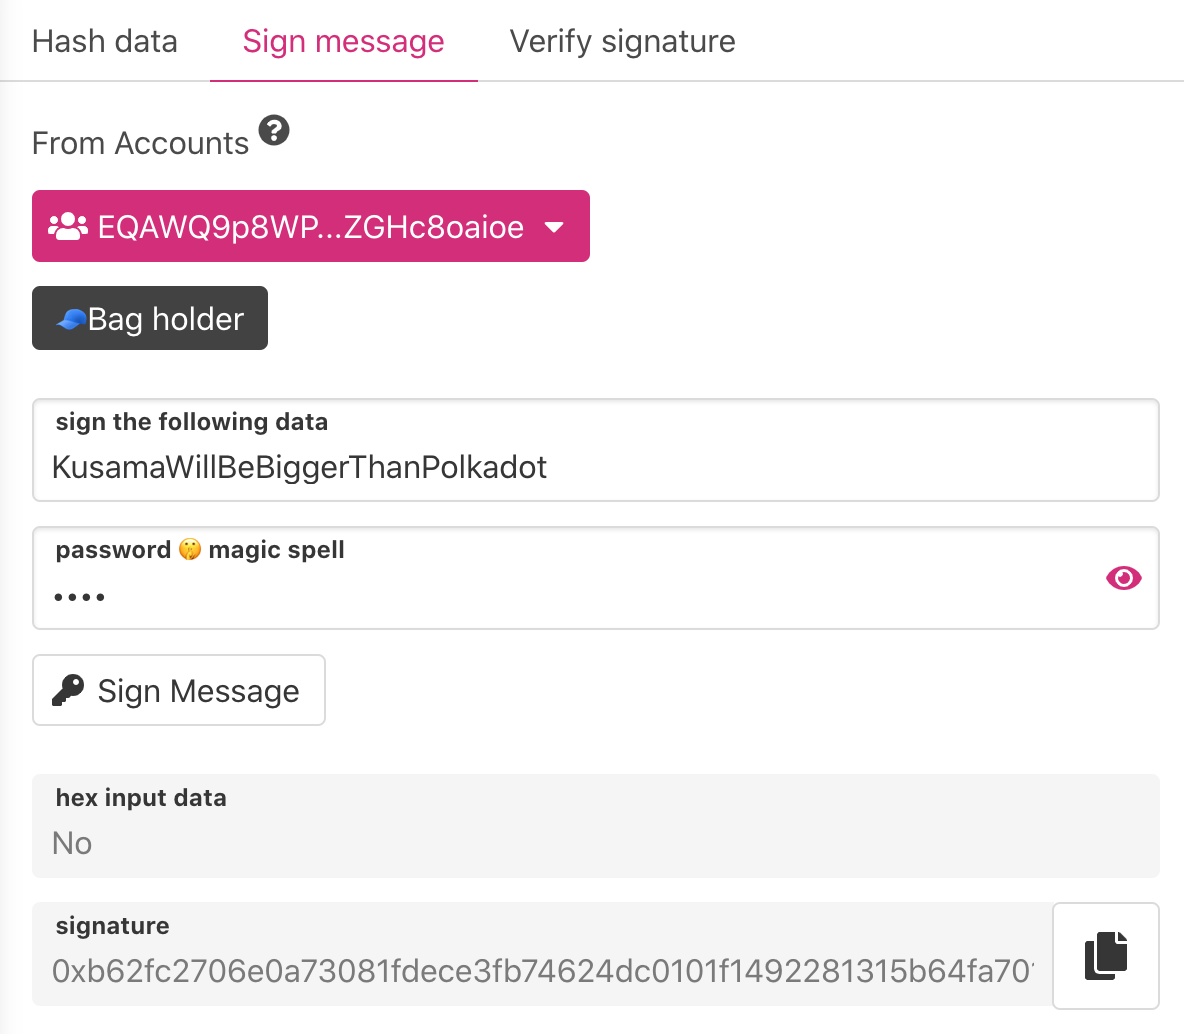 Hash data Sign message Verify signature
From Accounts ?
EQAWQ9p8WP...ZGHc8oaioe
🧢Bag holder
sign the following data
KusamaWillBeBiggerThanPolkadot
password 🤫 magic spell
••••
Sign Message
hex input data
No
signature
0xb62fc2706e0a73081fdece3fb74624dc0101f1492281315b64fa70